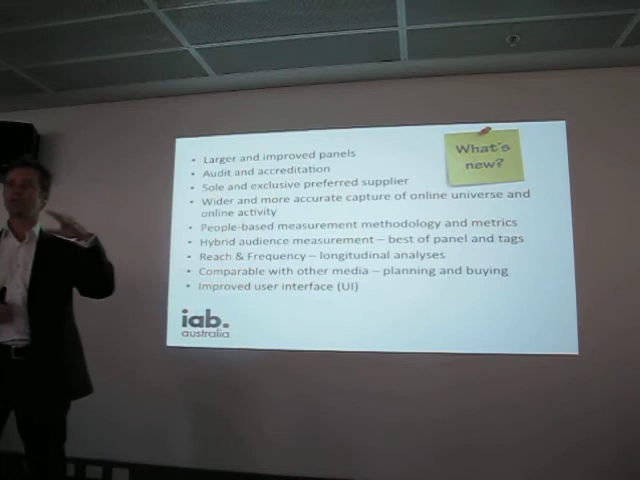 What's
new?
• Larger and improved panels
• Audit and accreditation
• Sole and exclusive preferred supplier
• Wider and more accurate capture of online universe and
online activity
• People-based measurement methodology and metrics
• Hybrid audience measurement – best of panel and tags
• Reach & Frequency – longitudinal analyses
• Comparable with other media – planning and buying
• Improved user interface (UI)
iab.
australia